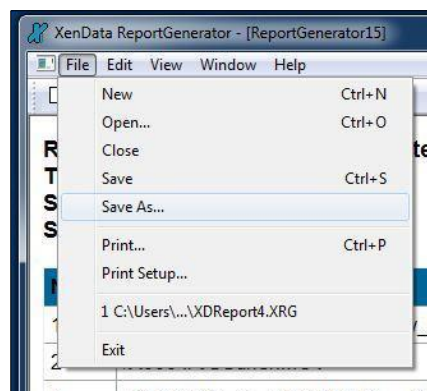 XenData ReportGenerator - [ReportGenerator15]
File Edit View Window Help
New Ctrl+N
Open... Ctrl+O
Close
Save Ctrl+S
Save As...
Print... Ctrl+P
Print Setup...
1 C:\Users\...\XDReport4.XRG
Exit